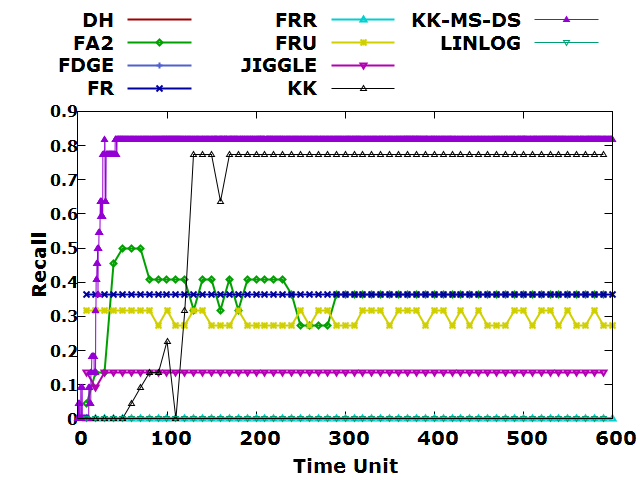 DH FRR KK-MS-DS
FA2 FRU LINLOG
FDGE JIGGLE
FR KK
0.9
0.8
0.7
0.6
0.5
0.4
0.3
0.2
0.1
0
Recall
0 100 200 300 400 500 600
Time Unit